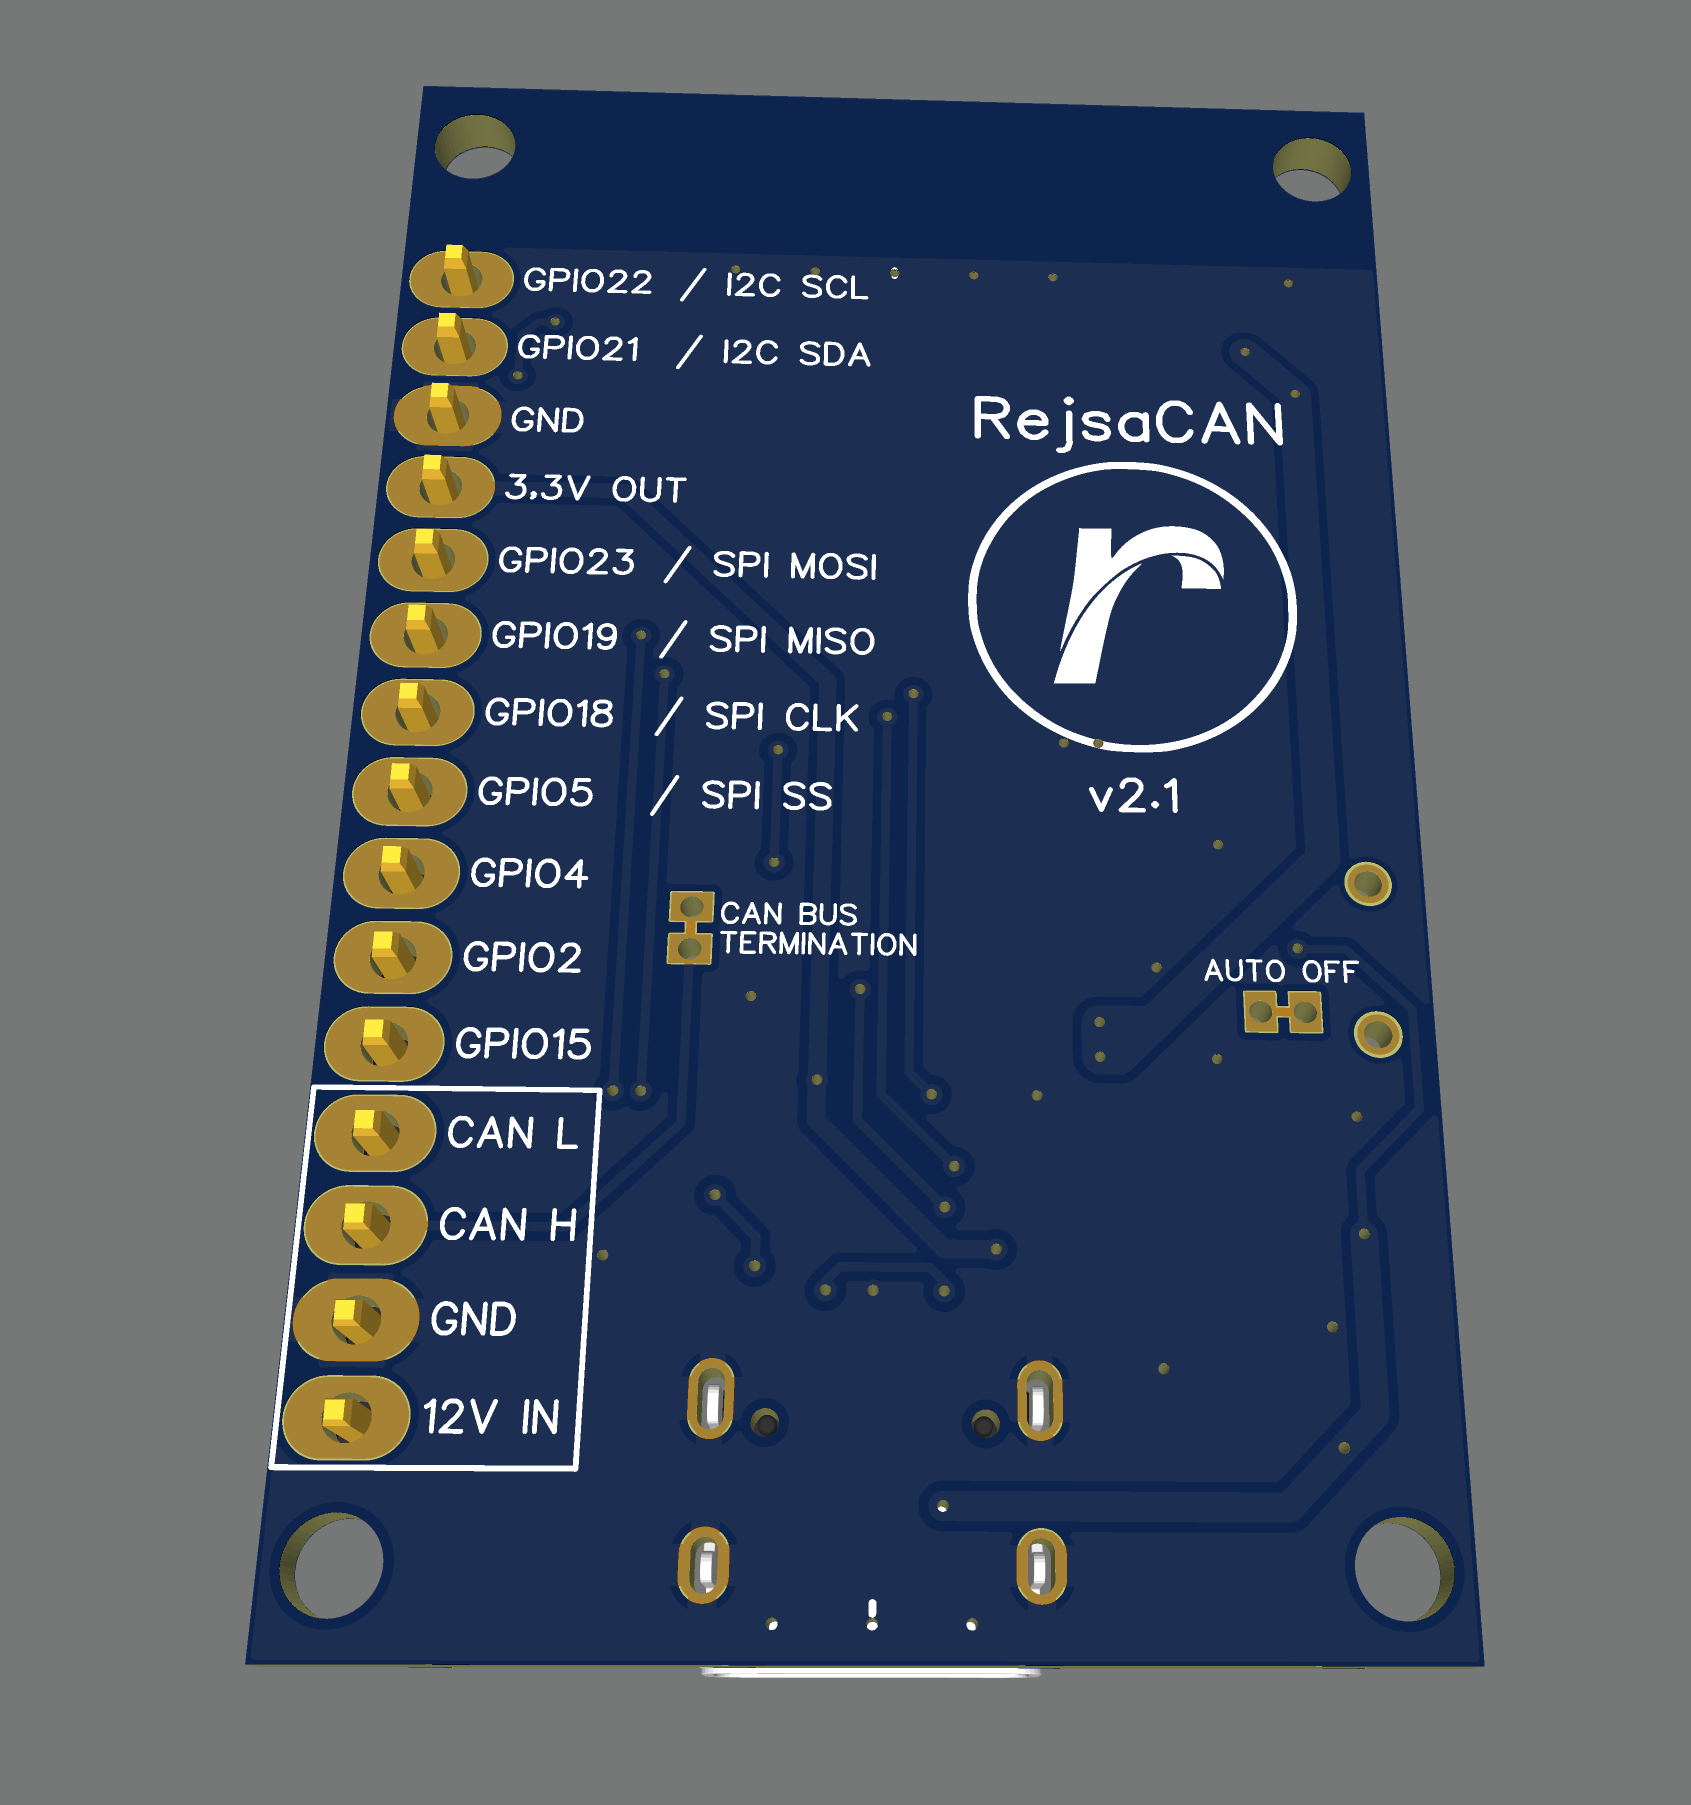 GPIO22 / I2C SCL
GPIO21 / I2C SDA
GND
3.3V OUT
GPIO23 / SPI MOSI
GPIO19 / SPI MISO
GPIO18 / SPI CLK
GPIO5 / SPI SS
GPIO4
GPIO2
GPIO15
CAN L
CAN H
GND
12V IN
CAN BUS
TERMINATION
RejsaCAN
r
v2.1
AUTO OFF